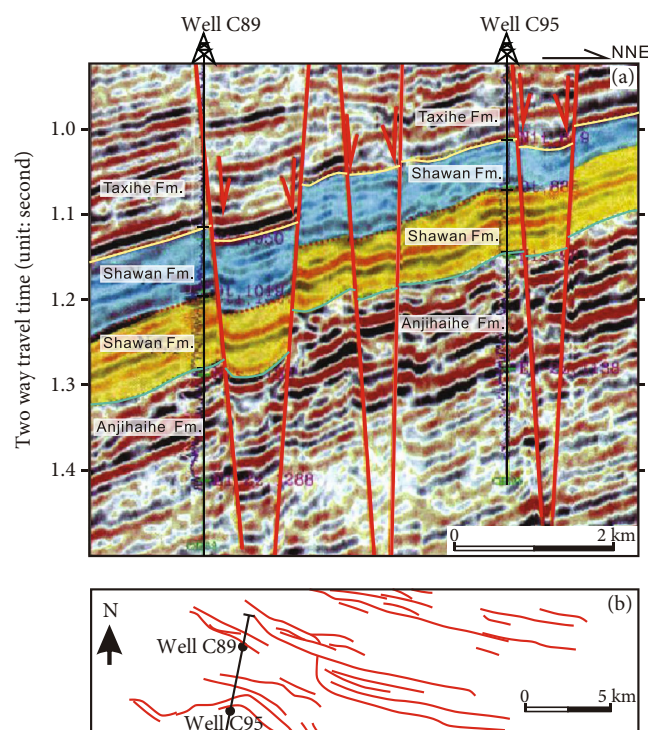 Well C89
Well C95
NNE
(a)
Taxihe Fm.
1.0
Shawan Fm.
Taxihe Fm.
1.1
Shawan Fm.
Shawan Fm.
1.2
Anjihaihe Fm.
Shawan Fm.
1.3
Anjihaihe Fm.
1.4
Two way travel time (unit: second)
0 2 km
(b)
N
Well C89
0 5 km
Well C95